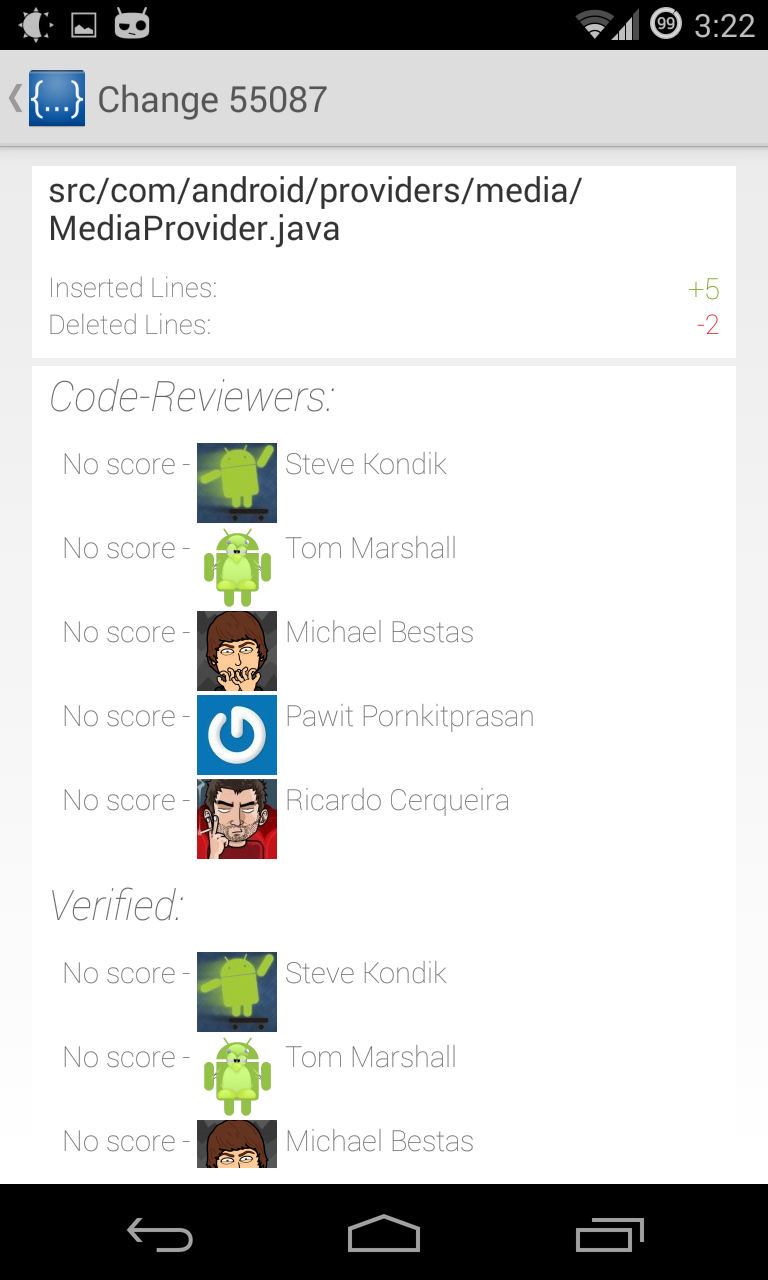 99 3:22
{...} Change 55087
src/com/android/providers/media/
MediaProvider.java
Inserted Lines: +5
Deleted Lines: -2
Code-Reviewers:
No score - Steve Kondik
No score - Tom Marshall
No score - Michael Bestas
No score - Pawit Pornkitprasan
No score - Ricardo Cerqueira
Verified:
No score - Steve Kondik
No score - Tom Marshall
No score - Michael Bestas